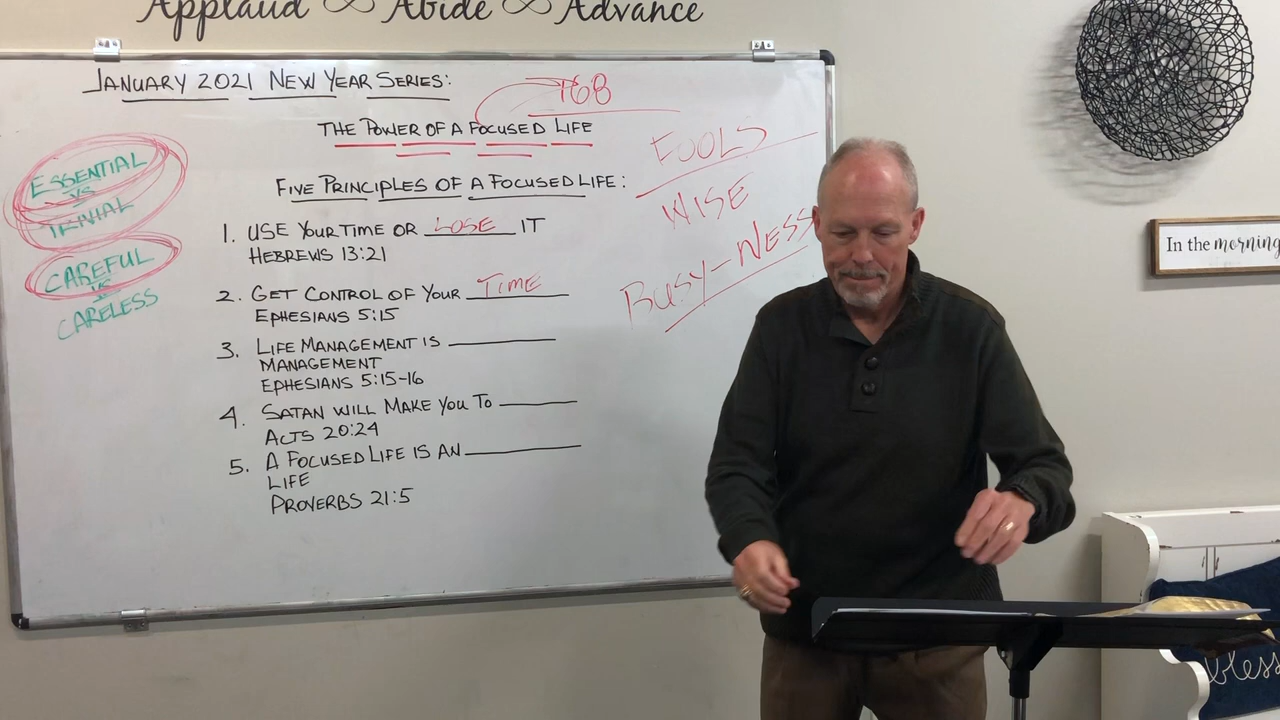 Applaud ∞ Abide ∞ Advance
JANUARY 2021 NEW YEAR SERIES:
168
THE POWER OF A FOCUSED LIFE
FIVE PRINCIPLES OF A FOCUSED LIFE:
1. USE YOUR TIME OR LOSE IT
HEBREWS 13:21
2. GET CONTROL OF YOUR TIME
EPHESIANS 5:15
3. LIFE MANAGEMENT IS
MANAGEMENT
EPHESIANS 5:15-16
4. SATAN WILL MAKE YOU TO
ACTS 20:24
5. A FOCUSED LIFE IS AN
LIFE
PROVERBS 21:5
ESSENTIAL
VS
TRIVIAL
CAREFUL
VS
CARELESS
FOOLS
WISE
BUSY-NESS
In the morning
bless